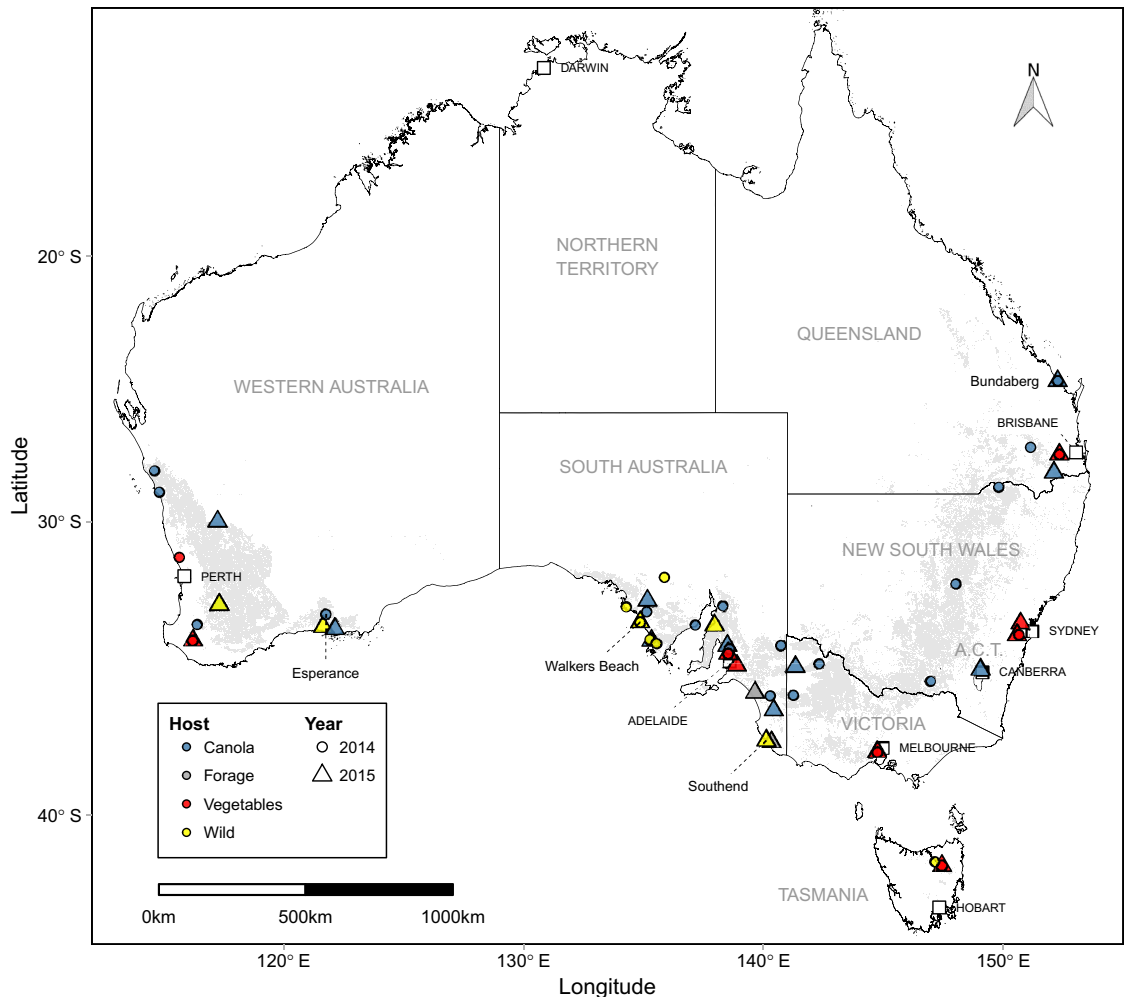 N
DARWIN
NORTHERN
TERRITORY
20° S
QUEENSLAND
WESTERN AUSTRALIA
Bundaberg
BRISBANE
SOUTH AUSTRALIA
Latitude
30° S
NEW SOUTH WALES
PERTH
SYDNEY
A.C.T.
CANBERRA
Walkers Beach
Esperance
ADELAIDE
VICTORIA
MELBOURNE
Southend
Host
Year
Canola
2014
Forage
2015
Vegetables
Wild
40° S
TASMANIA
HOBART
0km
500km
1000km
120° E
130° E
140° E
150° E
Longitude